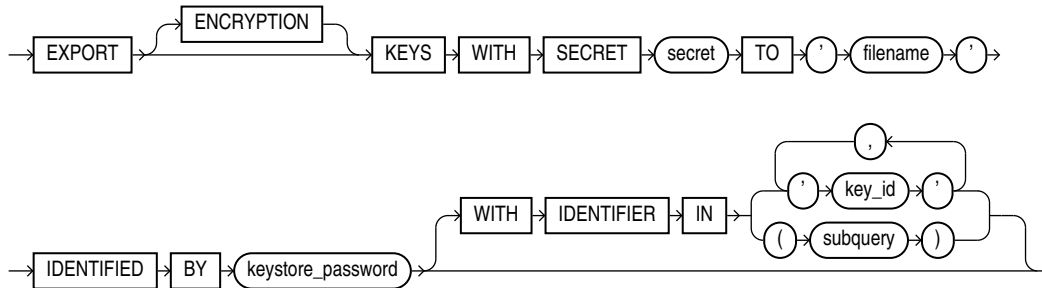 ENCRYPTION
EXPORT KEYS WITH SECRET secret TO ' filename '
,
WITH IDENTIFIER IN ' key_id '
( subquery )
IDENTIFIED BY keystore_password